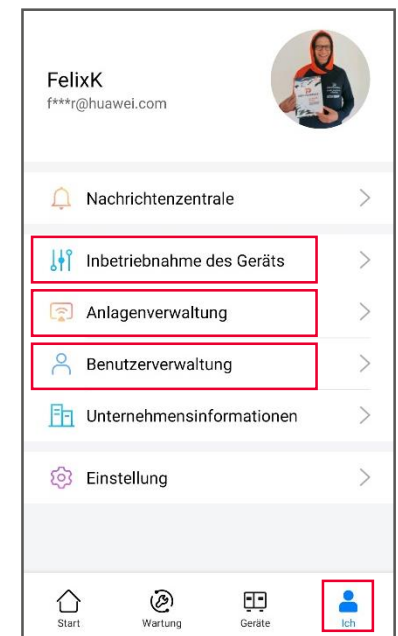 FelixK
f***r@huawei.com
Nachrichtenzentrale
Inbetriebnahme des Geräts
Anlagenverwaltung
Benutzerverwaltung
Unternehmensinformationen
Einstellung
Start Wartung Geräte Ich